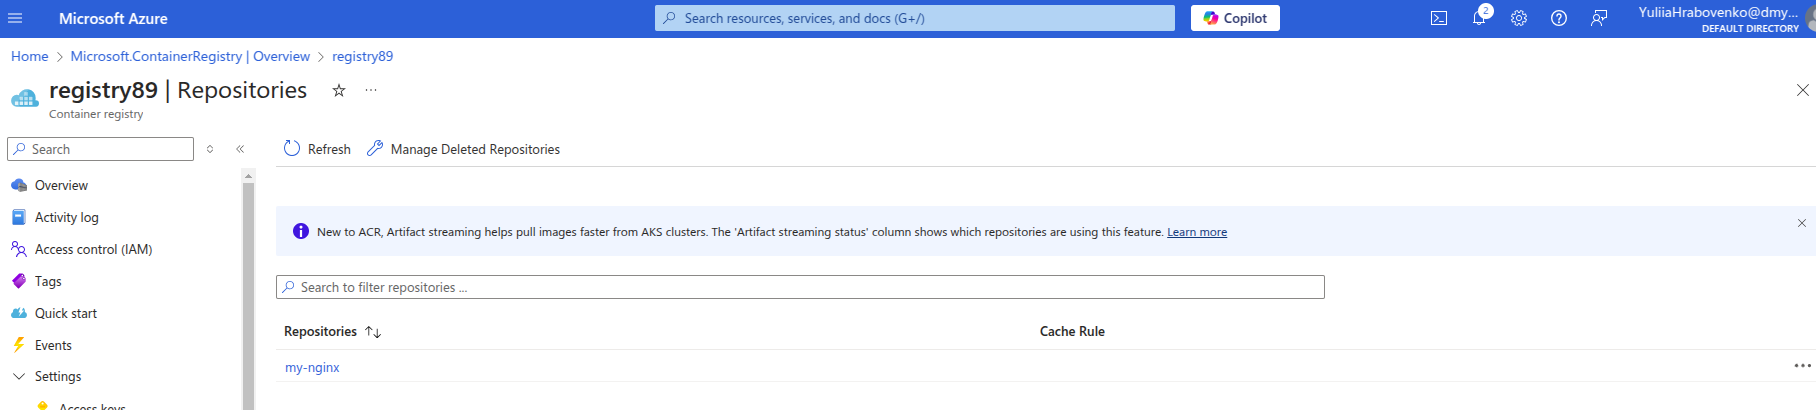 Microsoft Azure
Search resources, services, and docs (G+/)
Copilot
2
YuliiaHrabovenko@dmy...
DEFAULT DIRECTORY
Home > Microsoft.ContainerRegistry | Overview > registry89
registry89 | Repositories
Container registry
Search
Refresh
Manage Deleted Repositories
Overview
Activity log
Access control (IAM)
Tags
Quick start
Events
Settings
Access keys
New to ACR, Artifact streaming helps pull images faster from AKS clusters. The 'Artifact streaming status' column shows which repositories are using this feature. Learn more
Search to filter repositories ...
Repositories
Cache Rule
my-nginx